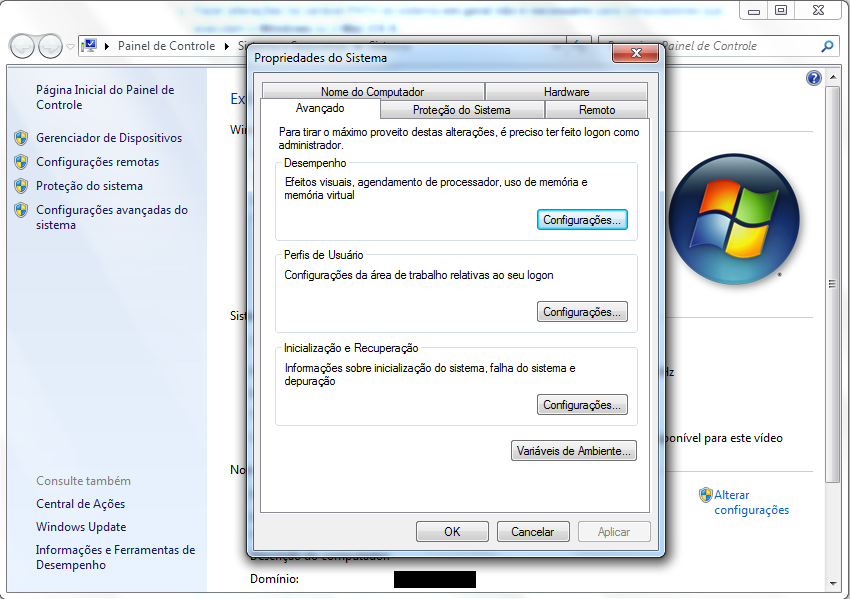 Painel de Controle
Painel de Controle
Página Inicial do Painel de
Controle
Gerenciador de Dispositivos
Configurações remotas
Proteção do sistema
Configurações avançadas do
sistema
Consulte também
Central de Ações
Windows Update
Informações e Ferramentas de
Desempenho
Ex
Win
Sist
No
Propriedades do Sistema
Nome do Computador
Hardware
Avançado
Proteção do Sistema
Remoto
Para tirar o máximo proveito destas alterações, é preciso ter feito logon como
administrador.
Desempenho
Efeitos visuais, agendamento de processador, uso de memória e
memória virtual
Configurações...
Perfis de Usuário
Configurações da área de trabalho relativas ao seu logon
Configurações...
Inicialização e Recuperação
Informações sobre inicialização do sistema, falha do sistema e
depuração
Configurações...
Variáveis de Ambiente...
OK
Cancelar
Aplicar
Hz
ponível para este vídeo
Alterar
configurações
Domínio: